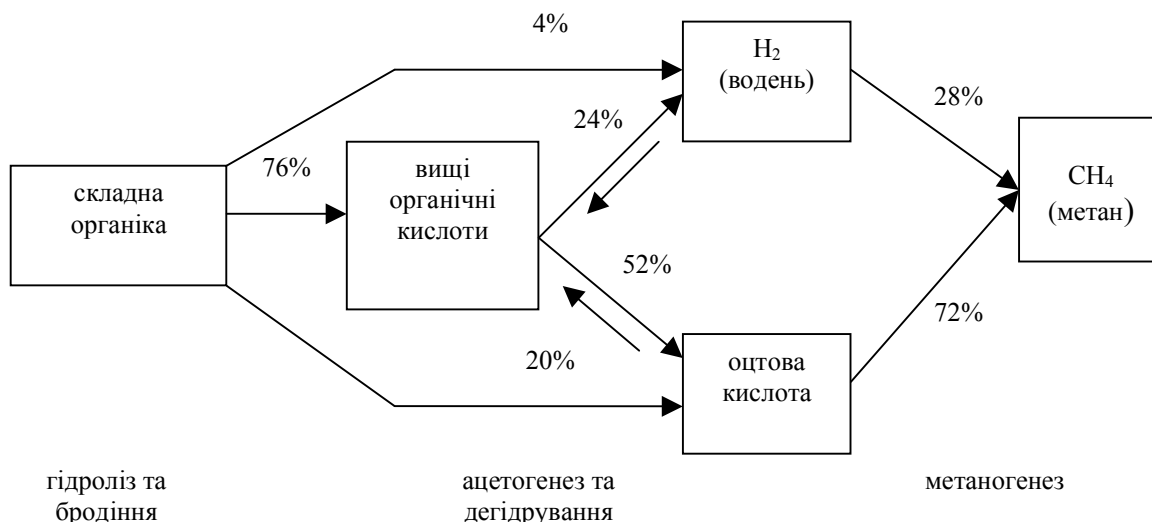 4%
H₂
(водень)
28%
24%
76%
вищі
органічні
кислоти
складна
органіка
CH₄
(метан)
52%
72%
20%
оцтова
кислота
гідроліз та
бродіння
ацетогенез та
дегідрування
метаногенез